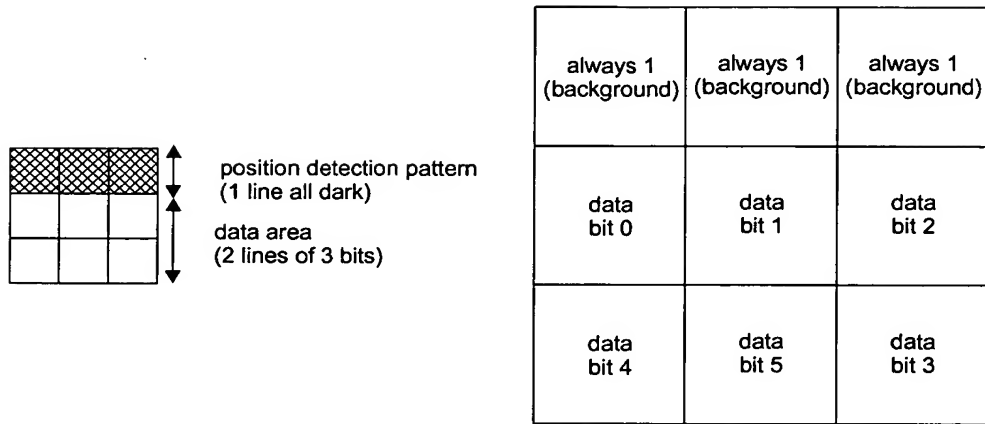 position detection pattern
(1 line all dark)
data area
(2 lines of 3 bits)
always 1
(background)
always 1
(background)
always 1
(background)
data
bit 0
data
bit 1
data
bit 2
data
bit 4
data
bit 5
data
bit 3